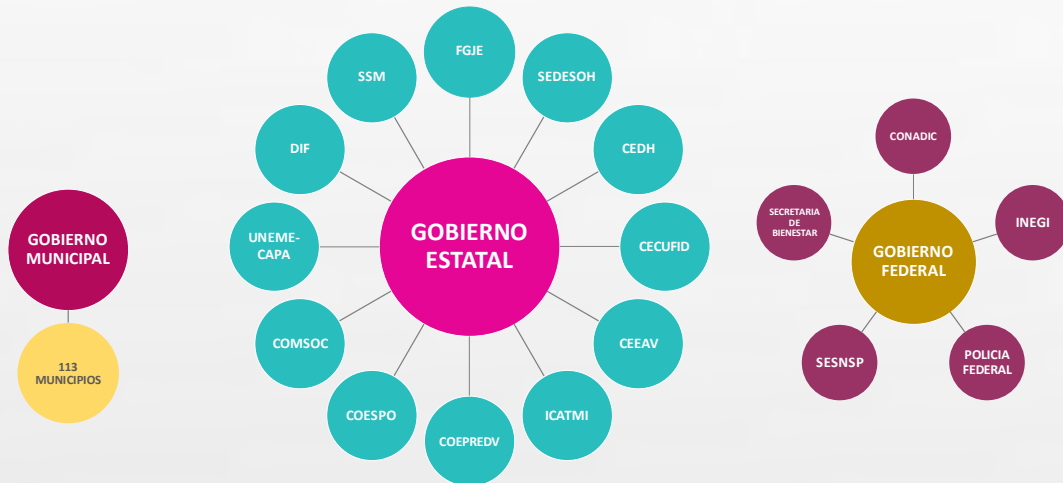 GOBIERNO
MUNICIPAL
113
MUNICIPIOS
GOBIERNO
ESTATAL
FGJE
SEDESOH
CEDH
CECUFID
CEEAV
ICATMI
COEPREDV
COESPO
COMSOC
UNEME-
CAPA
DIF
SSM
GOBIERNO
FEDERAL
CONADIC
INEGI
POLICIA
FEDERAL
SESNSP
SECRETARIA
DE
BIENESTAR